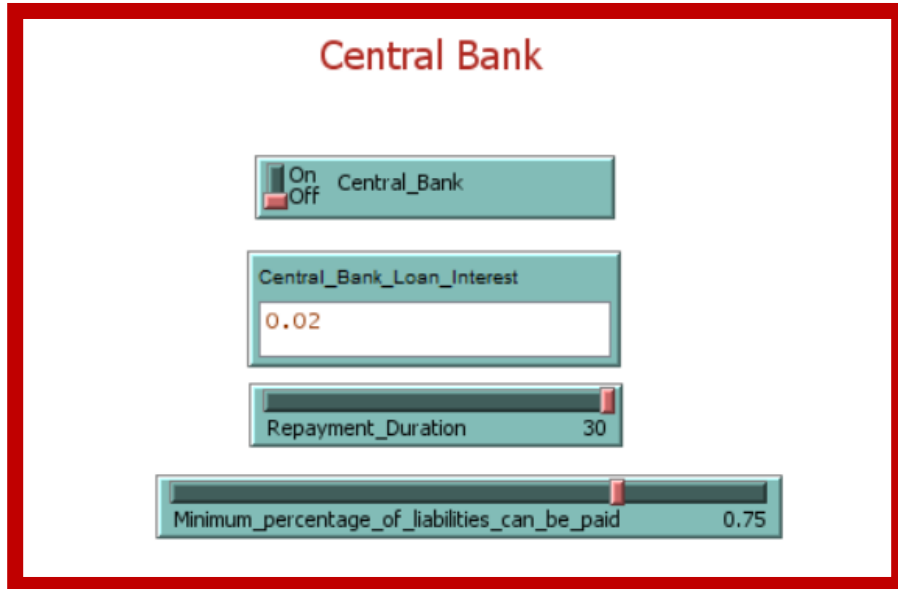 Central Bank
On
Off
Central_Bank
Central_Bank_Loan_Interest
0.02
Repayment_Duration 30
Minimum_percentage_of_liabilities_can_be_paid 0.75